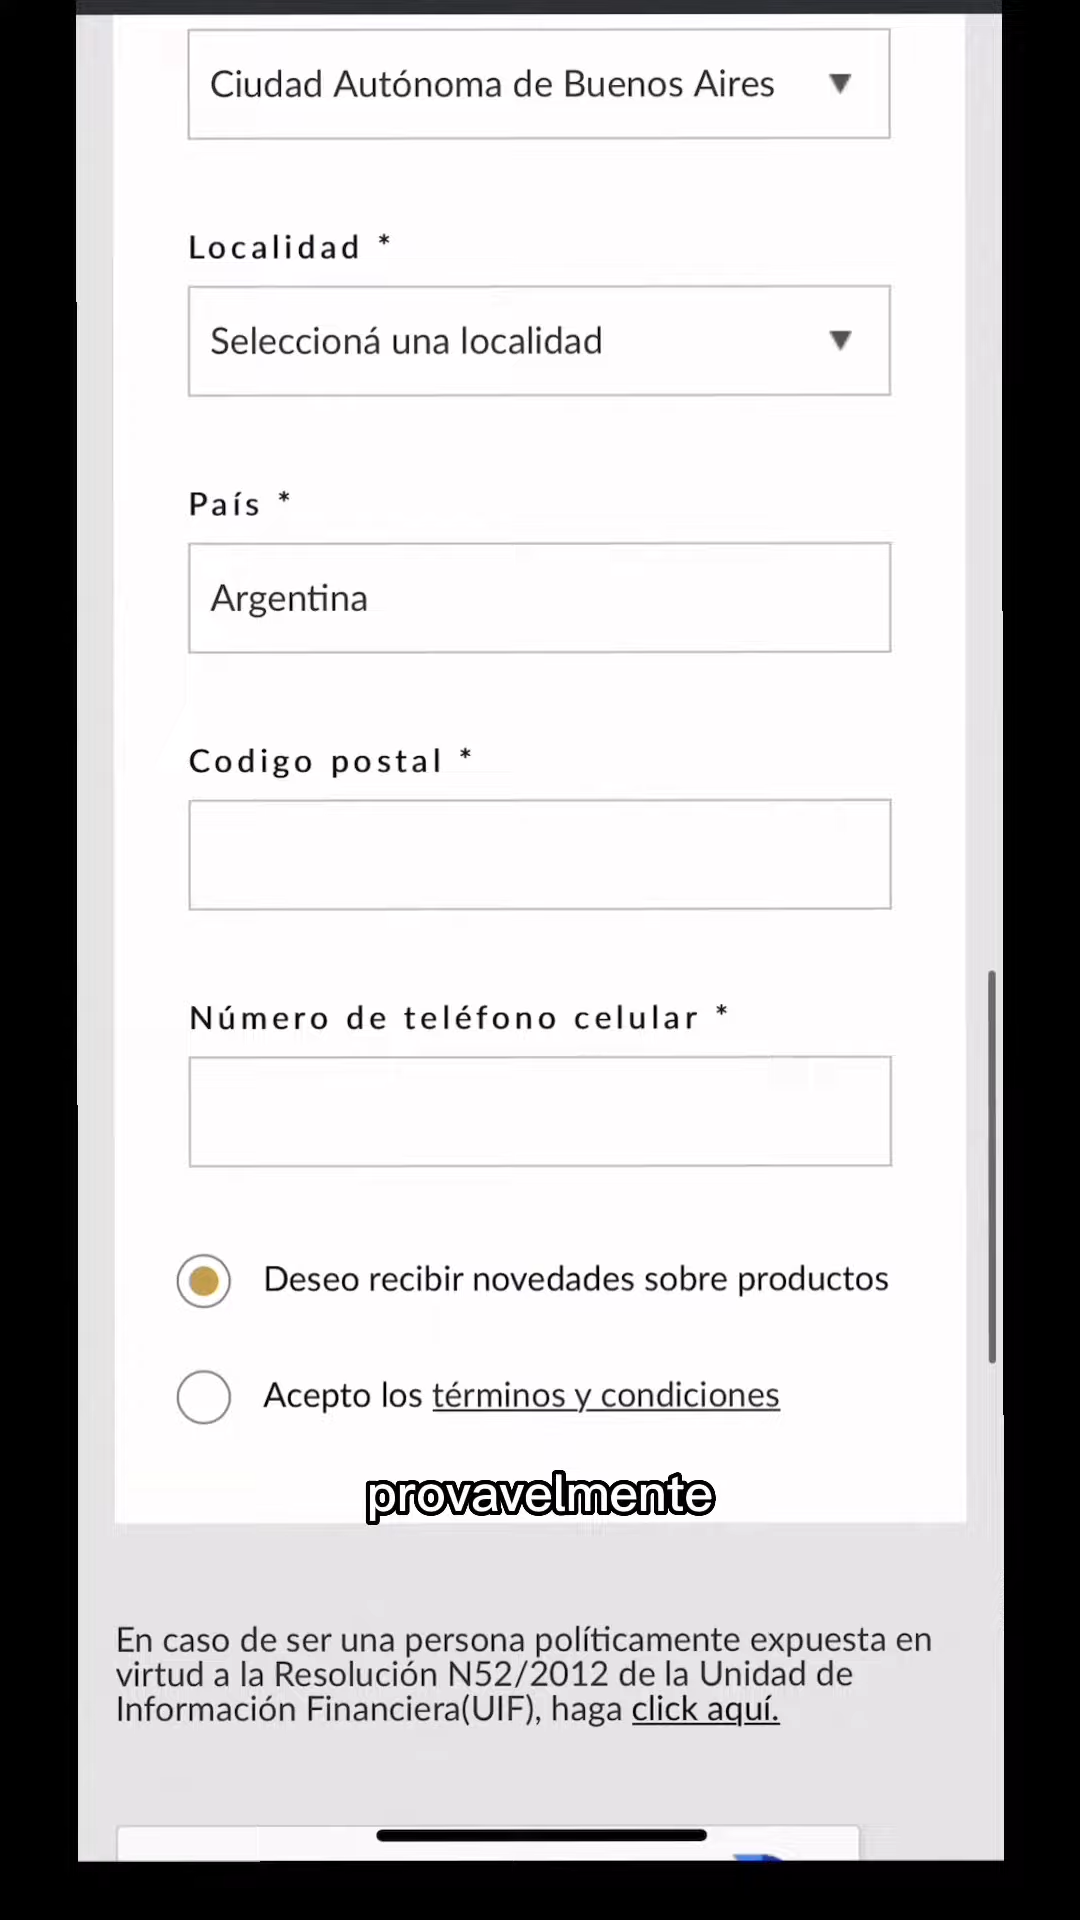 Ciudad Autónoma de Buenos Aires
Localidad *
Seleccioná una localidad
País *
Argentina
Codigo postal *
Número de teléfono celular *
Deseo recibir novedades sobre productos
Acepto los términos y condiciones
provavelmente
En caso de ser una persona políticamente expuesta en
virtud a la Resolución N52/2012 de la Unidad de
Información Financiera(UIF), haga click aquí.